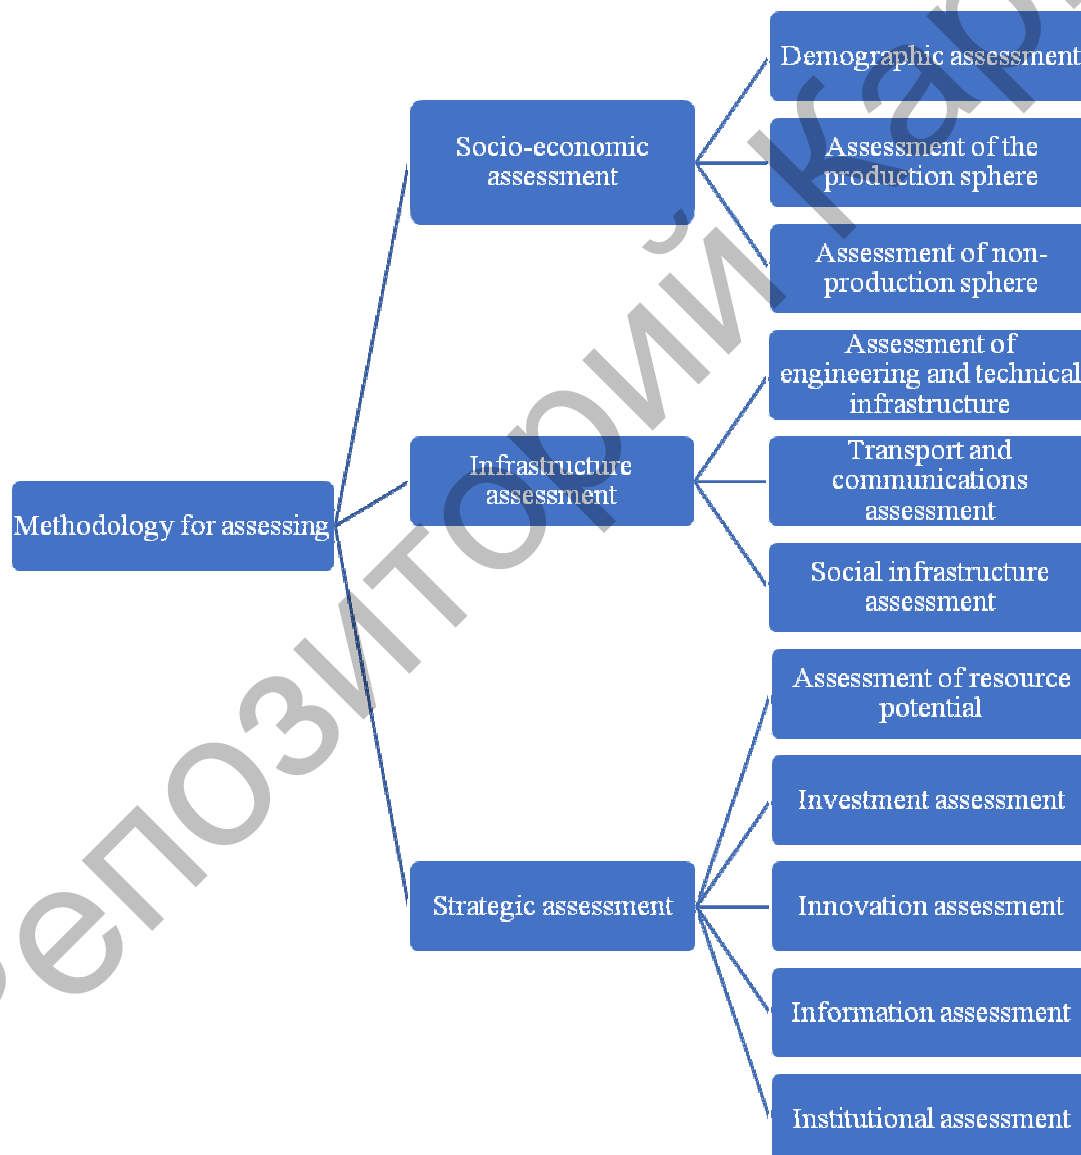 Demographic assessment
Socio-economic
assessment
Assessment of the
production sphere
Assessment of non-
production sphere
Assessment of
engineering and technical
infrastructure
Infrastructure
assessment
Transport and
communications
assessment
Methodology for assessing
Social infrastructure
assessment
Assessment of resource
potential
Investment assessment
Strategic assessment
Innovation assessment
Information assessment
Institutional assessment
Репозиторий Кар